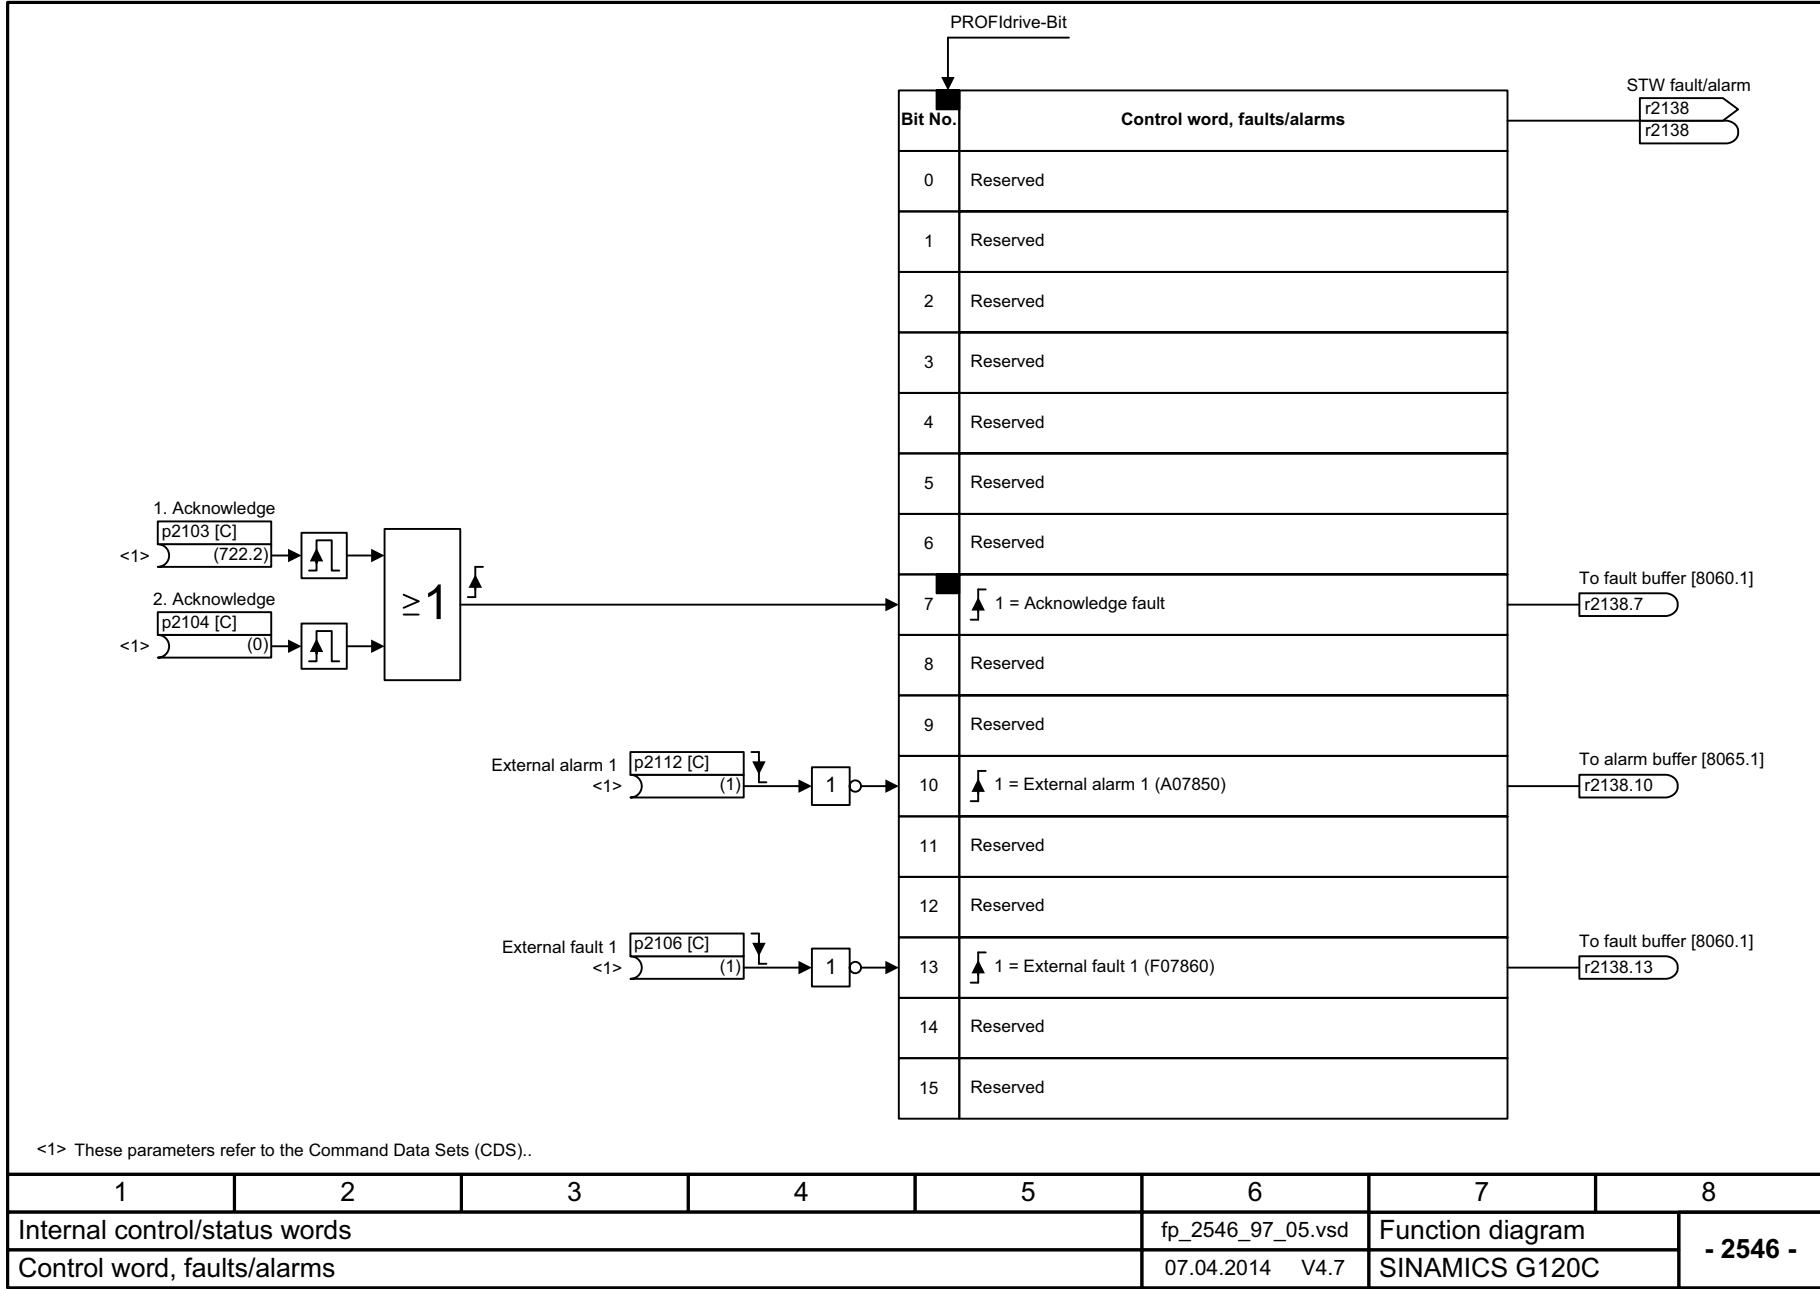 PROFIdrive-Bit
STW fault/alarm
r2138
r2138
Bit No. Control word, faults/alarms
0 Reserved
1 Reserved
2 Reserved
3 Reserved
4 Reserved
5 Reserved
6 Reserved
1. Acknowledge
p2103 [C]
<1> (722.2)
2. Acknowledge
p2104 [C]
<1> (0)
≥1
7 1 = Acknowledge fault
To fault buffer [8060.1]
r2138.7
8 Reserved
9 Reserved
External alarm 1 p2112 [C]
<1> (1) 1
10 1 = External alarm 1 (A07850)
To alarm buffer [8065.1]
r2138.10
11 Reserved
12 Reserved
External fault 1 p2106 [C]
<1> (1) 1
13 1 = External fault 1 (F07860)
To fault buffer [8060.1]
r2138.13
14 Reserved
15 Reserved
<1> These parameters refer to the Command Data Sets (CDS)..
1 2 3 4 5 6 7 8
Internal control/status words fp_2546_97_05.vsd Function diagram
- 2546 -
Control word, faults/alarms 07.04.2014 V4.7 SINAMICS G120C